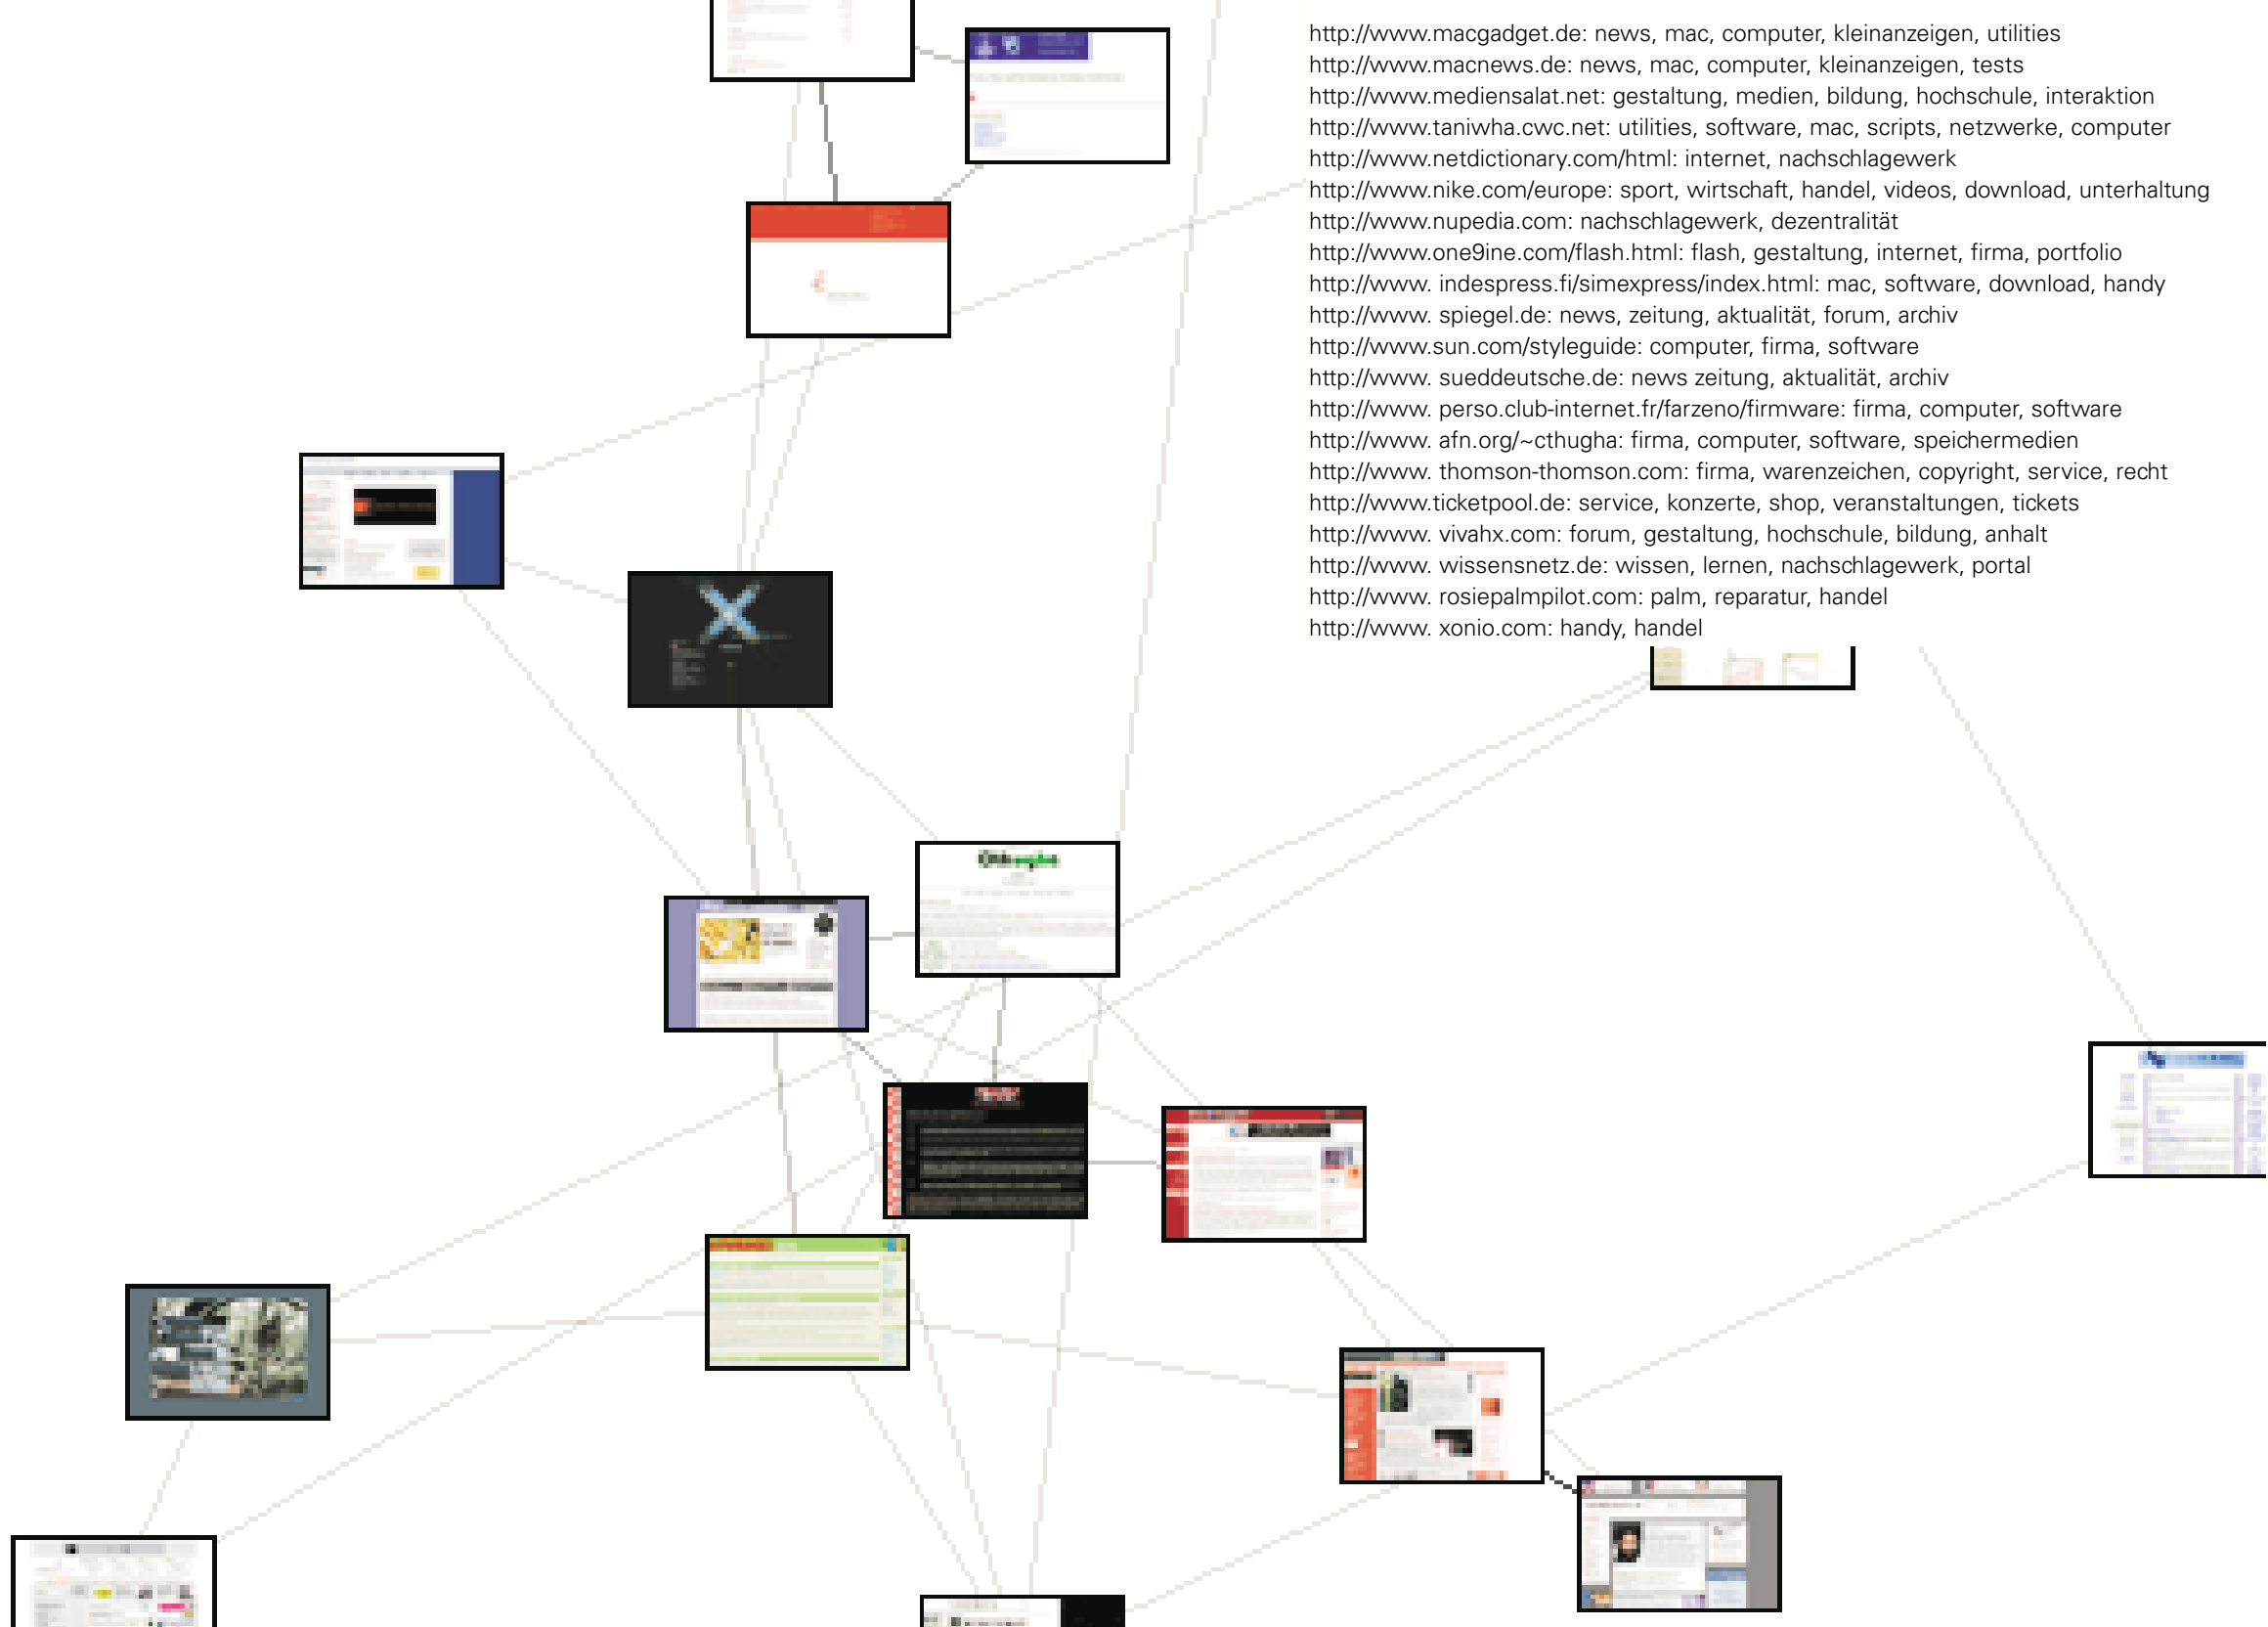 http://www.macgadget.de: news, mac, computer, kleinanzeigen, utilities
http://www.macnews.de: news, mac, computer, kleinanzeigen, tests
http://www.mediensalat.net: gestaltung, medien, bildung, hochschule, interaktion
http://www.taniwha.cwc.net: utilities, software, mac, scripts, netzwerke, computer
http://www.netdictionary.com/html: internet, nachschlagewerk
http://www.nike.com/europe: sport, wirtschaft, handel, videos, download, unterhaltung
http://www.nupedia.com: nachschlagewerk, dezentralität
http://www.one9ine.com/flash.html: flash, gestaltung, internet, firma, portfolio
http://www. indespress.fi/simexpress/index.html: mac, software, download, handy
http://www. spiegel.de: news, zeitung, aktualität, forum, archiv
http://www.sun.com/styleguide: computer, firma, software
http://www. sueddeutsche.de: news zeitung, aktualität, archiv
http://www. perso.club-internet.fr/farzeno/firmware: firma, computer, software
http://www. afn.org/~cthugha: firma, computer, software, speichermedien
http://www. thomson-thomson.com: firma, warenzeichen, copyright, service, recht
http://www.ticketpool.de: service, konzerte, shop, veranstaltungen, tickets
http://www. vivahx.com: forum, gestaltung, hochschule, bildung, anhalt
http://www. wissensnetz.de: wissen, lernen, nachschlagewerk, portal
http://www. rosiepalmpilot.com: palm, reparatur, handel
http://www. xonio.com: handy, handel